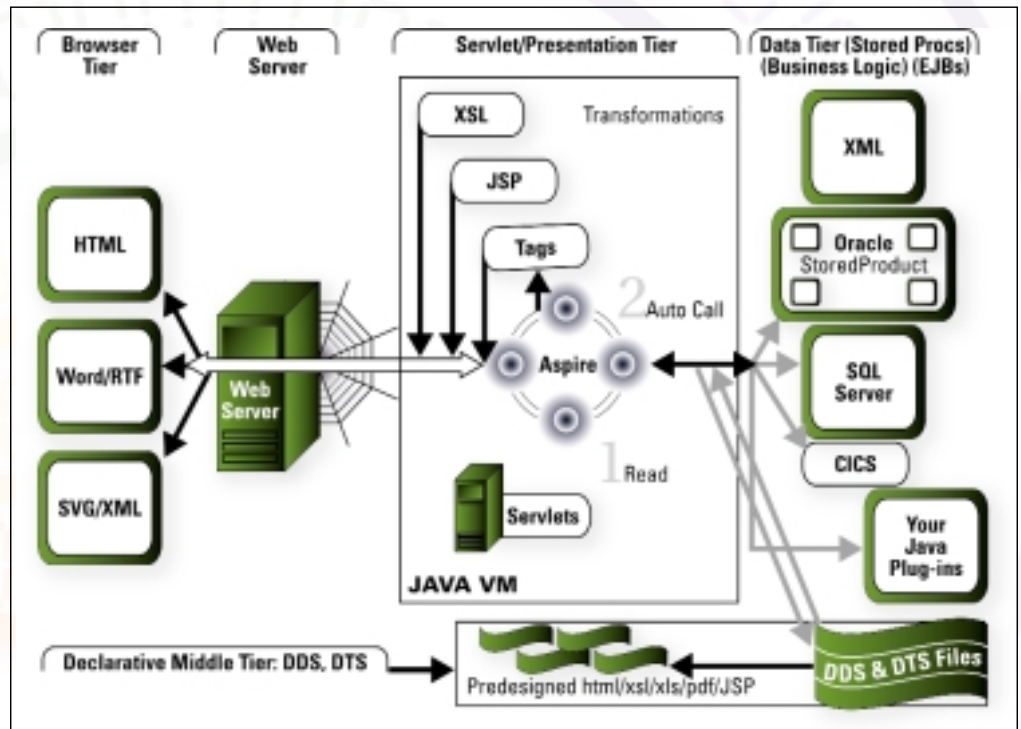 Browser
Tier
Web
Server
Servlet/Presentation Tier
Data Tier (Stored Procs)
(Business Logic) (EJBs)
XSL
Transformations
JSP
Tags
2
Auto Call
Aspire
1
Read
Servlets
JAVA VM
HTML
Word/RTF
SVG/XML
Web
Server
XML
Oracle
StoredProduct
SQL
Server
CICS
Your
Java
Plug-ins
Declarative Middle Tier: DDS, DTS
Predesigned html/xsl/xls/pdf/JSP
DDS & DTS Files